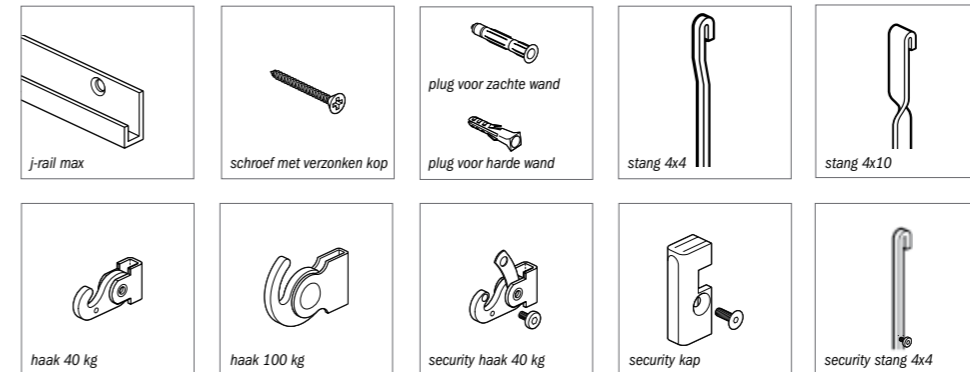 j-rail max
schroef met verzonken kop
plug voor zachte wand
plug voor harde wand
stang 4x4
stang 4x10
haak 40 kg
haak 100 kg
security haak 40 kg
security kap
security stang 4x4